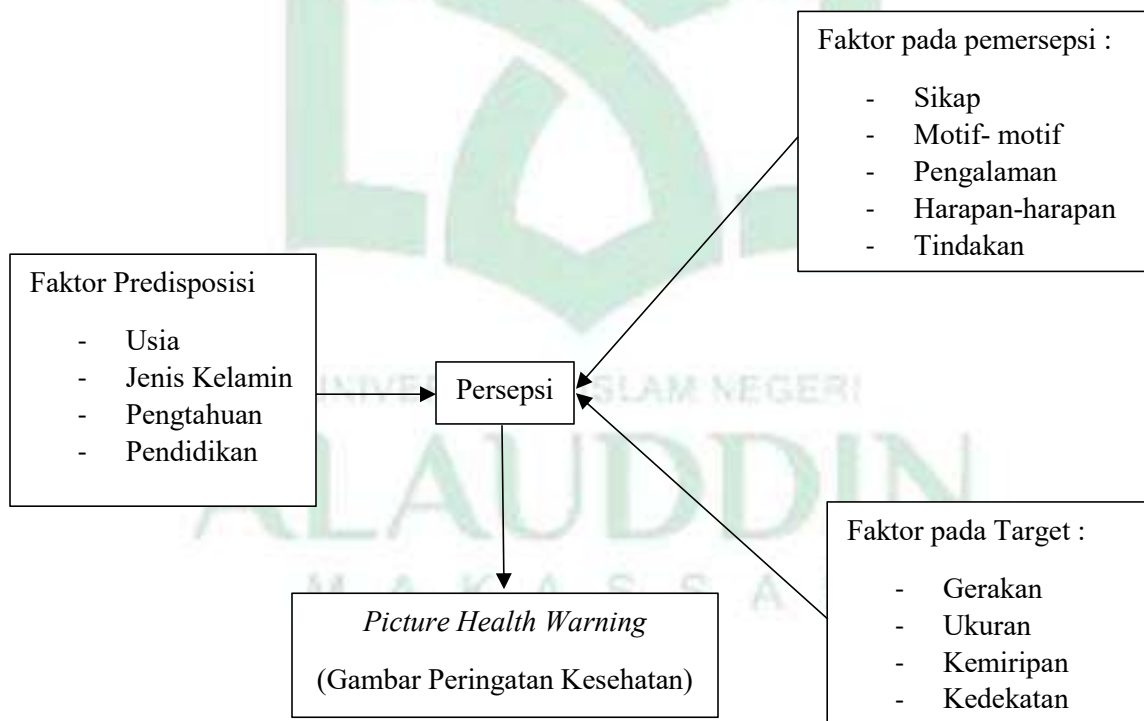 Faktor pada pemersepsi :
- Sikap
- Motif- motif
- Pengalaman
- Harapan-harapan
- Tindakan
Faktor Predisposisi
- Usia
- Jenis Kelamin
- Pengtahuan
- Pendidikan
Persepsi
ISLAM NEGERI
ALAUDDIN
Picture Health Warning
(Gambar Peringatan Kesehatan)
Faktor pada Target :
- Gerakan
- Ukuran
- Kemiripan
- Kedekatan